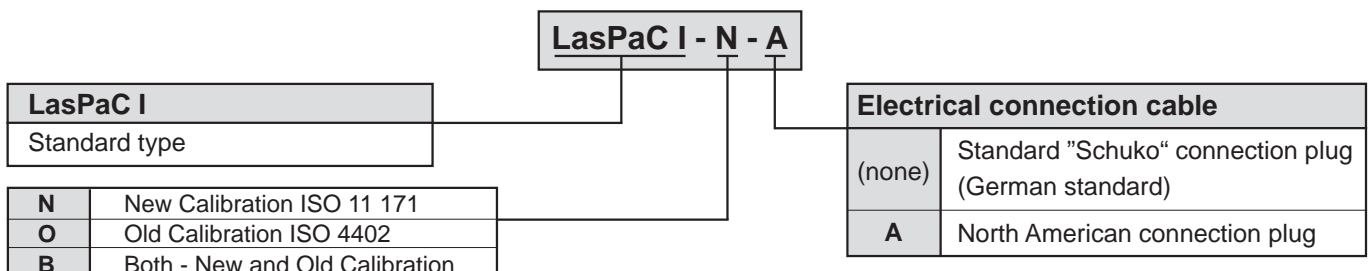 LasPaC I - N - A
LasPaC I
Standard type
N New Calibration ISO 11 171
O Old Calibration ISO 4402
B Both - New and Old Calibration
Electrical connection cable
(none) Standard ”Schuko“ connection plug
(German standard)
A North American connection plug